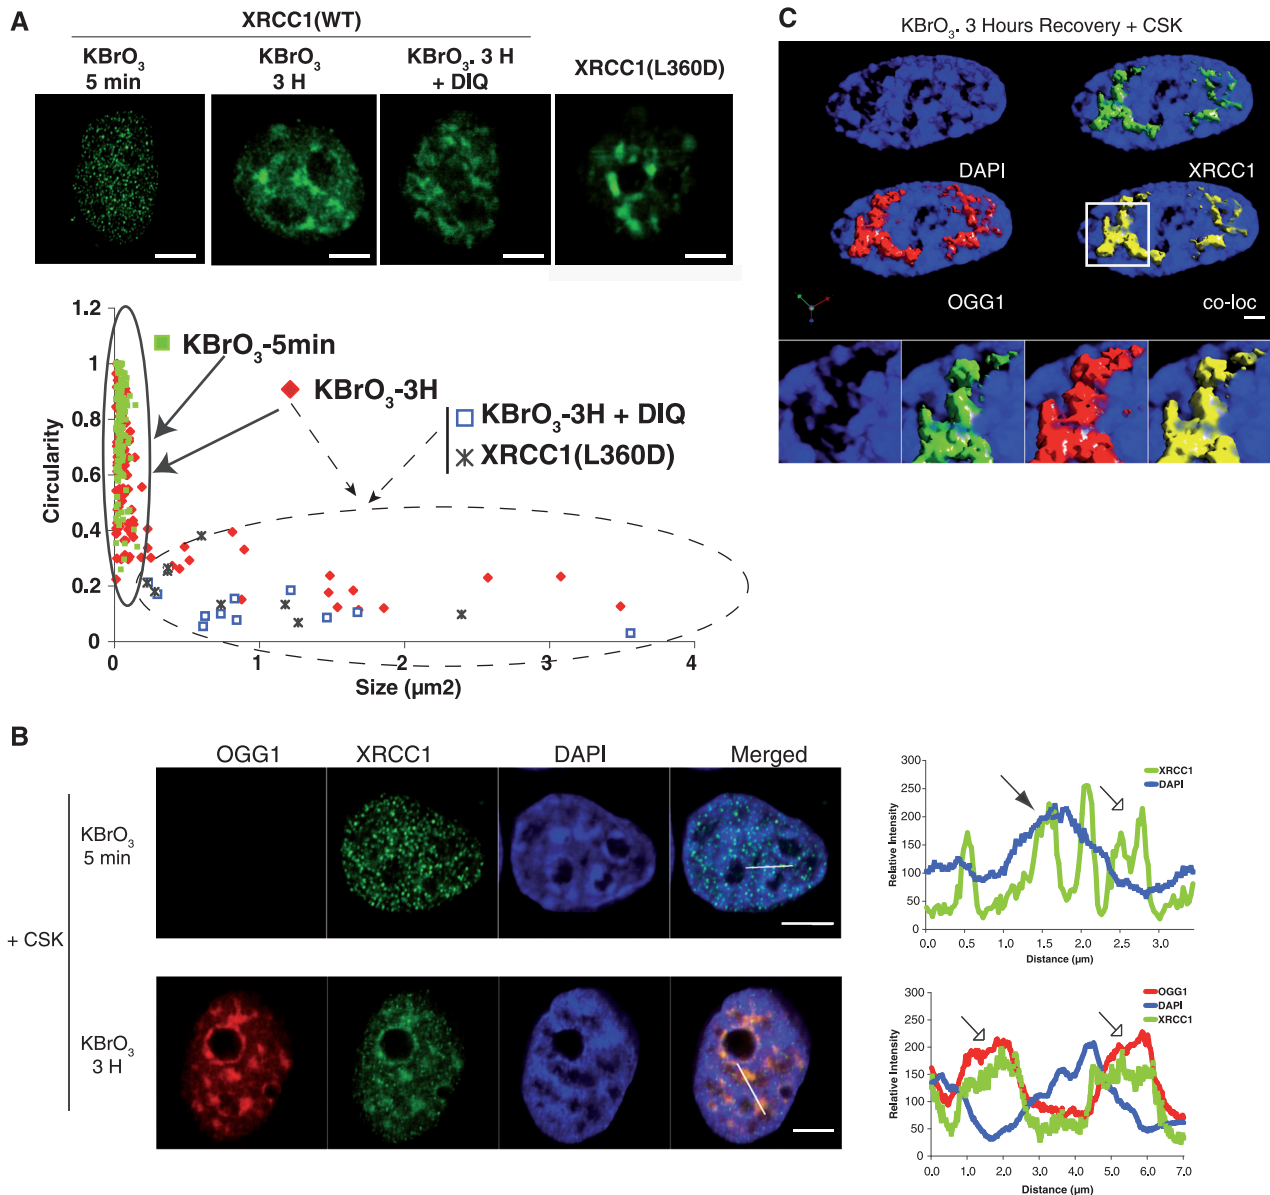 A
XRCC1(WT)
KBrO3
5 min
KBrO3
3 H
KBrO3. 3 H
+ DIQ
XRCC1(L360D)
1.2
1
0.8
0.6
0.4
0.2
0
Circularity
KBrO3-5min
KBrO3-3H
KBrO3-3H + DIQ
XRCC1(L360D)
0 1 2 3 4
Size (µm2)
C
KBrO3. 3 Hours Recovery + CSK
DAPI
XRCC1
OGG1
co-loc
B
OGG1 XRCC1 DAPI Merged
+ CSK
KBrO3
5 min
KBrO3
3 H
300
250
200
150
100
50
0
Relative Intensity
XRCC1
DAPI
0.0 0.5 1.0 1.5 2.0 2.5 3.0
Distance (µm)
300
250
200
150
100
50
0
Relative Intensity
OGG1
DAPI
XRCC1
0.0 1.0 2.0 3.0 4.0 5.0 6.0 7.0
Distance (µm)